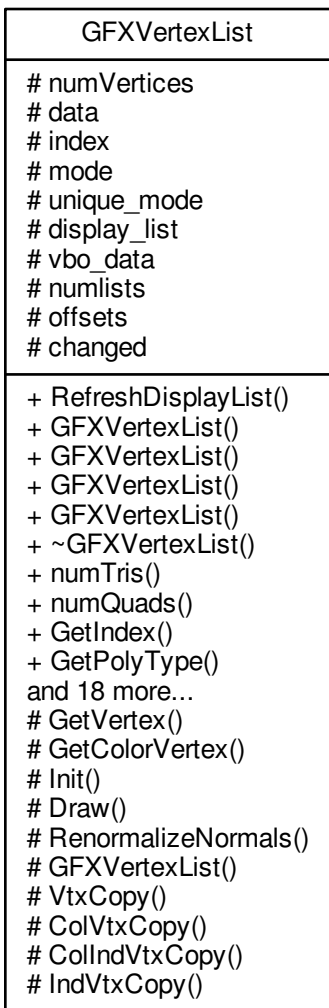 GFXVertexList
# numVertices
# data
# index
# mode
# unique_mode
# display_list
# vbo_data
# numlists
# offsets
# changed
+ RefreshDisplayList()
+ GFXVertexList()
+ GFXVertexList()
+ GFXVertexList()
+ GFXVertexList()
+ ~GFXVertexList()
+ numTris()
+ numQuads()
+ GetIndex()
+ GetPolyType()
and 18 more...
# GetVertex()
# GetColorVertex()
# Init()
# Draw()
# RenormalizeNormals()
# GFXVertexList()
# VtxCopy()
# ColVtxCopy()
# ColIndVtxCopy()
# IndVtxCopy()